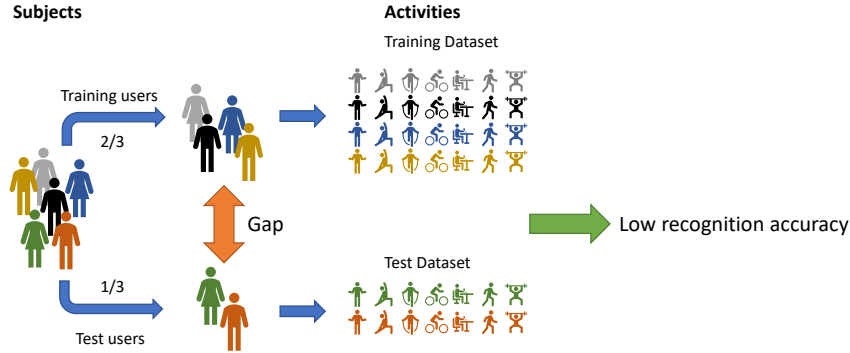 Subjects
Activities
Training Dataset
Training users
2/3
Gap
Low recognition accuracy
Test Dataset
1/3
Test users